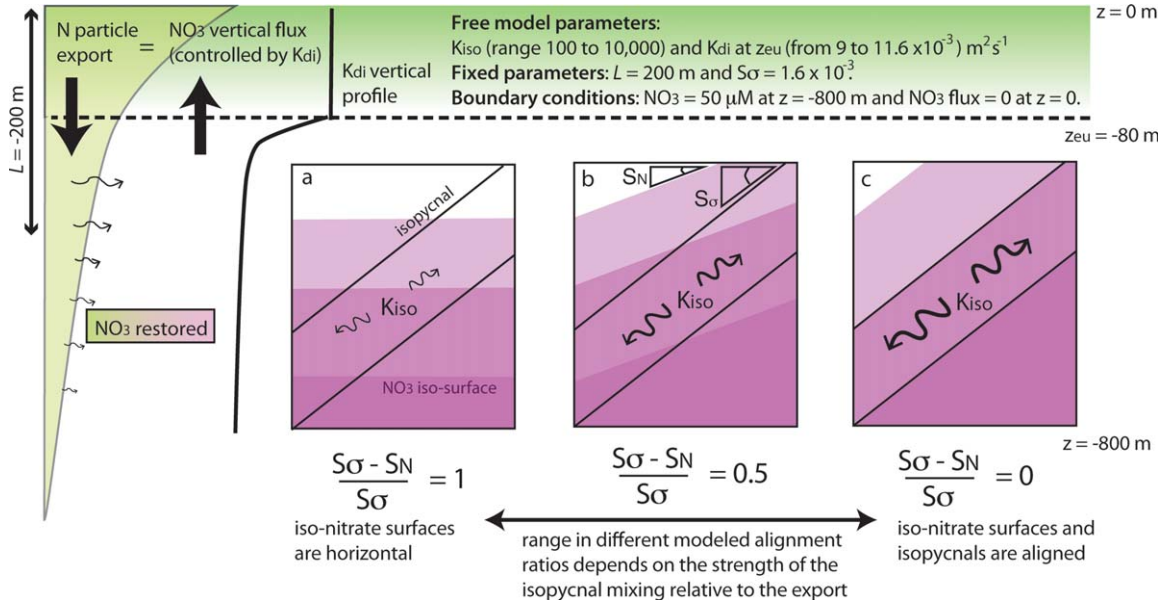 N particle export = NO3 vertical flux (controlled by Kdi)
L = -200 m
Kdi vertical profile
Free model parameters:
Kiso (range 100 to 10,000) and Kdi at zeu (from 9 to 11.6 x10-3) m2s-1
Fixed parameters: L = 200 m and Sσ = 1.6 x 10-3.
Boundary conditions: NO3 = 50 μM at z = -800 m and NO3 flux = 0 at z = 0.
z = 0 m
zeu = -80 m
NO3 restored
a
isopycnal
Kiso
NO3 iso-surface
b
SN
Sσ
Kiso
c
Kiso
z = -800 m
Sσ - SN / Sσ = 1
iso-nitrate surfaces
are horizontal
Sσ - SN / Sσ = 0.5
range in different modeled alignment
ratios depends on the strength of the
isopycnal mixing relative to the export
Sσ - SN / Sσ = 0
iso-nitrate surfaces and
isopycnals are aligned